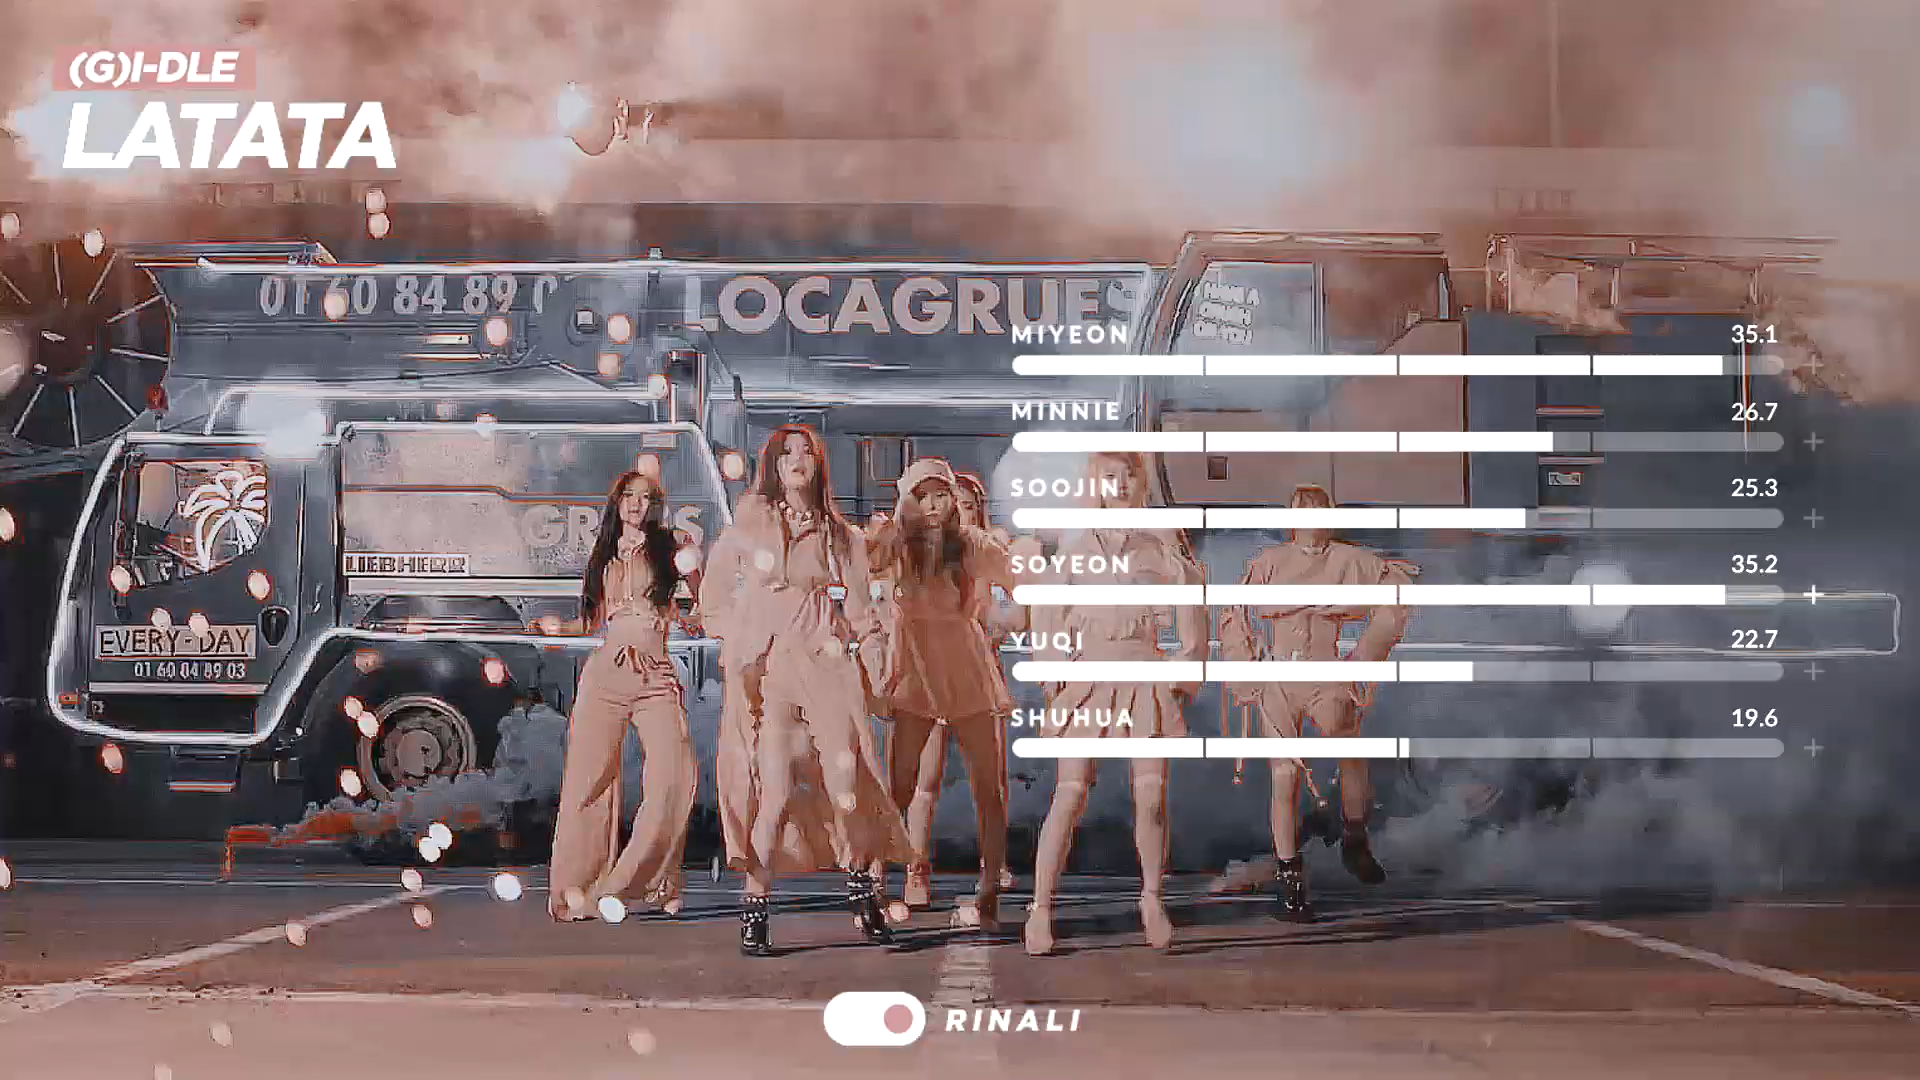 (G)I-DLE
LATATA
01 60 84 89 0
LOCAGRUES
MIYEON 35.1
MINNIE 26.7
SOOJIN 25.3
SOYEON 35.2
YUQI 22.7
SHUHUA 19.6
LIEBHERR
EVERY-DAY
01 60 84 89 03
RINALI